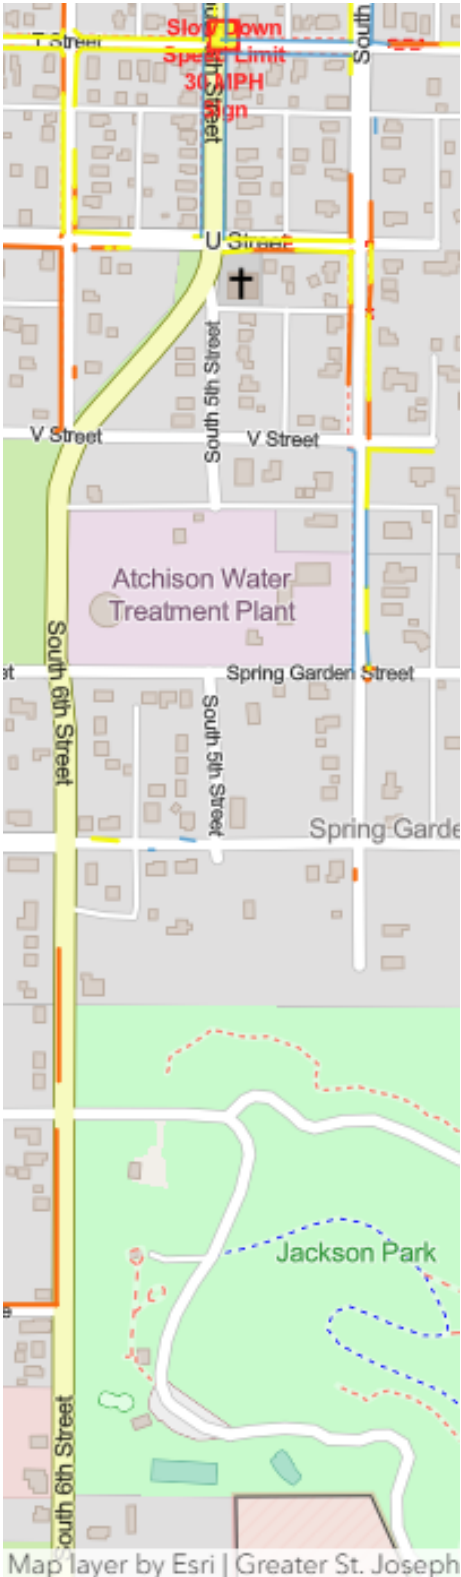 Slow Down
Speed Limit
30 MPH
Sign
T Street
South
5th Street
U Street
South 5th Street
V Street
V Street
Atchison Water
Treatment Plant
South 6th Street
Spring Garden Street
South 5th Street
Spring Garde
Jackson Park
South 6th Street
Map layer by Esri | Greater St. Joseph